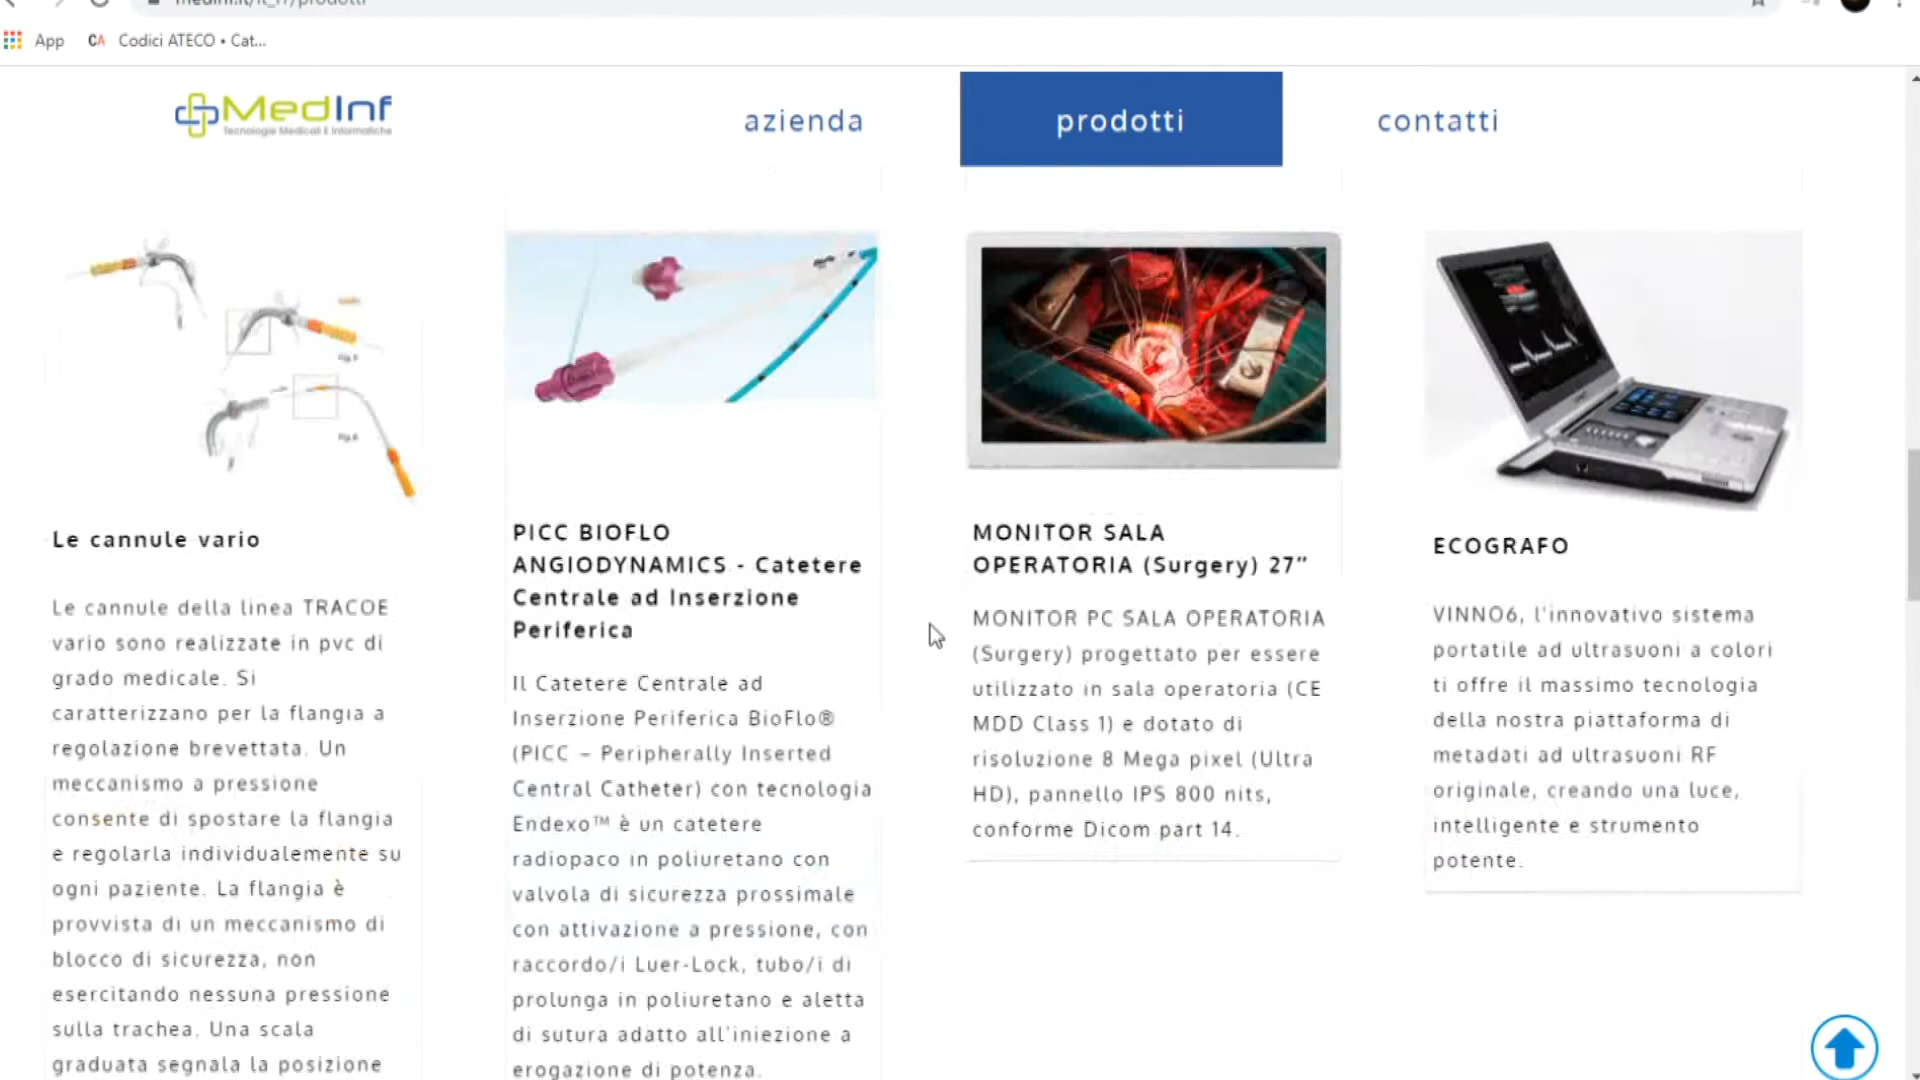 App
CA Codici ATECO • Cat...
MedInf
Tecnologie Medicali E Informatiche
azienda
prodotti
contatti
Le cannule vario
Le cannule della linea TRACOE
vario sono realizzate in pvc di
grado medicale. Si
caratterizzano per la flangia a
regolazione brevettata. Un
meccanismo a pressione
consente di spostare la flangia
e regolarla individualemente su
ogni paziente. La flangia è
provvista di un meccanismo di
blocco di sicurezza, non
esercitando nessuna pressione
sulla trachea. Una scala
graduata segnala la posizione
PICC BIOFLO
ANGIODYNAMICS - Catetere
Centrale ad Inserzione
Periferica
Il Catetere Centrale ad
Inserzione Periferica BioFlo®
(PICC – Peripherally Inserted
Central Catheter) con tecnologia
Endexo™ è un catetere
radiopaco in poliuretano con
valvola di sicurezza prossimale
con attivazione a pressione, con
raccordo/i Luer-Lock, tubo/i di
prolunga in poliuretano e aletta
di sutura adatto all'iniezione a
erogazione di potenza.
MONITOR SALA
OPERATORIA (Surgery) 27"
MONITOR PC SALA OPERATORIA
(Surgery) progettato per essere
utilizzato in sala operatoria (CE
MDD Class 1) e dotato di
risoluzione 8 Mega pixel (Ultra
HD), pannello IPS 800 nits,
conforme Dicom part 14.
ECOGRAFO
VINNO6, l'innovativo sistema
portatile ad ultrasuoni a colori
ti offre il massimo tecnologia
della nostra piattaforma di
metadati ad ultrasuoni RF
originale, creando una luce,
intelligente e strumento
potente.